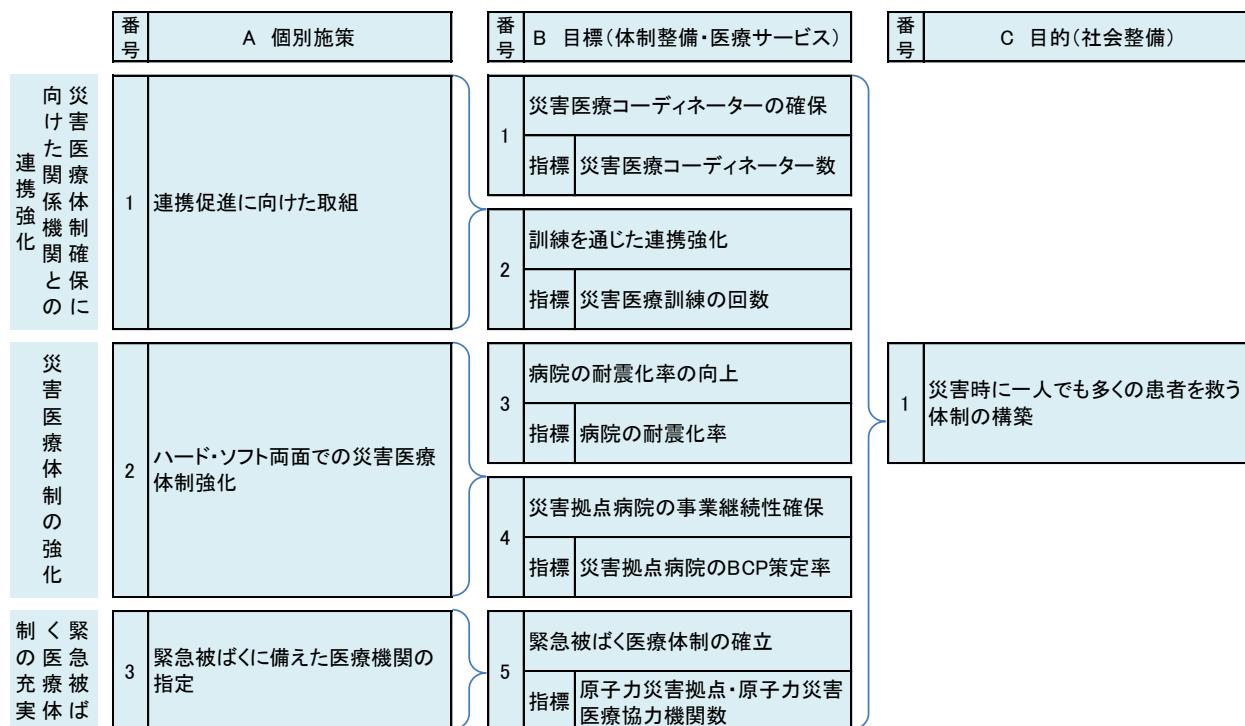 番号
A 個別施策
番号
B 目標(体制整備・医療サービス)
番号
C 目的(社会整備)
災害医療体制確保に
向けた関係機関との
連携強化
1
連携促進に向けた取組
1
災害医療コーディネーターの確保
指標
災害医療コーディネーター数
2
訓練を通じた連携強化
指標
災害医療訓練の回数
災害医療体制の強化
2
ハード・ソフト両面での災害医療
体制強化
3
病院の耐震化率の向上
指標
病院の耐震化率
4
災害拠点病院の事業継続性確保
指標
災害拠点病院のBCP策定率
緊急被ば
く医療体
制の充実
3
緊急被ばくに備えた医療機関の
指定
5
緊急被ばく医療体制の確立
指標
原子力災害拠点・原子力災害
医療協力機関数
1
災害時に一人でも多くの患者を救う
体制の構築